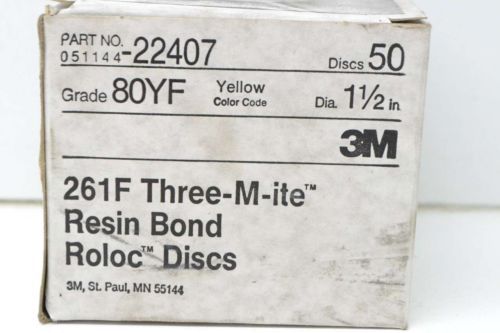 PART NO.
051144-22407 Discs 50
Grade 80YF Yellow Color Code Dia. 1½ in.
3M
261F Three-M-ite™
Resin Bond
Roloc™ Discs
3M, St. Paul, MN 55144